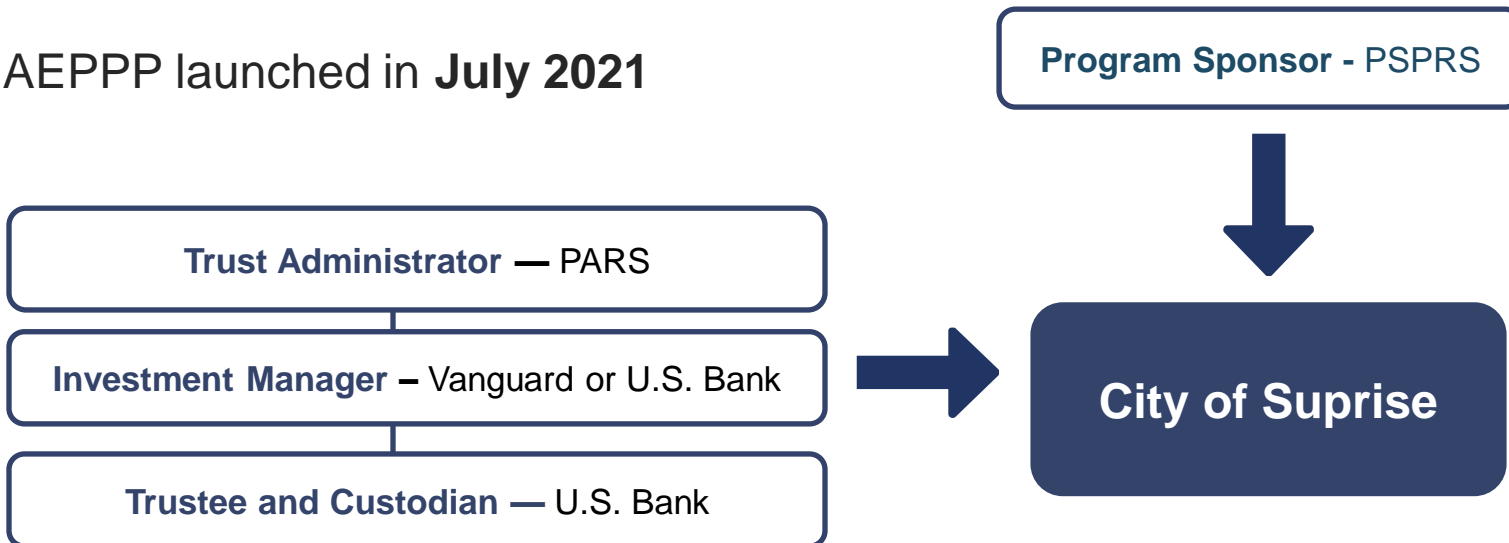 AEPPP launched in July 2021
Program Sponsor - PSPRS
Trust Administrator — PARS
Investment Manager – Vanguard or U.S. Bank
Trustee and Custodian — U.S. Bank
City of Suprise